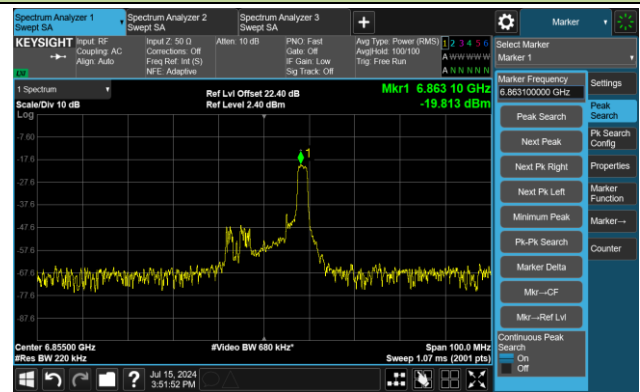 Spectrum Analyzer 1
Swept SA
Spectrum Analyzer 2
Swept SA
Spectrum Analyzer 3
Swept SA
+
Marker
KEYSIGHT
Input: RF
Coupling: AC
Align: Auto
Input Z: 50 Ω
Corrections: Off
Freq Ref: Int (S)
NFE: Adaptive
Atten: 10 dB
PNO: Fast
Gate: Off
IF Gain: Low
Sig Track: Off
Avg Type: Power (RMS)
Avg|Hold: 100/100
Trig: Free Run
1 2 3 4 5 6
A W W W W W
A N N N N N
Select Marker
Marker 1
1 Spectrum
Scale/Div 10 dB
Log
Ref Lvl Offset 22.40 dB
Ref Level 2.40 dBm
Mkr1 6.863 10 GHz
-19.813 dBm
1
-7.60
-17.6
-27.6
-37.6
-47.6
-57.6
-67.6
-77.6
-87.6
Center 6.85500 GHz
#Res BW 220 kHz
#Video BW 680 kHz*
Span 100.0 MHz
Sweep 1.07 ms (2001 pts)
Marker Frequency
6.863100000 GHz
Peak Search
Next Peak
Next Pk Right
Next Pk Left
Minimum Peak
Pk-Pk Search
Marker Delta
Mkr→CF
Mkr→Ref Lvl
Continuous Peak
Search
On
Off
Settings
Peak
Search
Pk Search
Config
Properties
Marker
Function
Marker→
Counter
?
Jul 15, 2024
3:51:52 PM